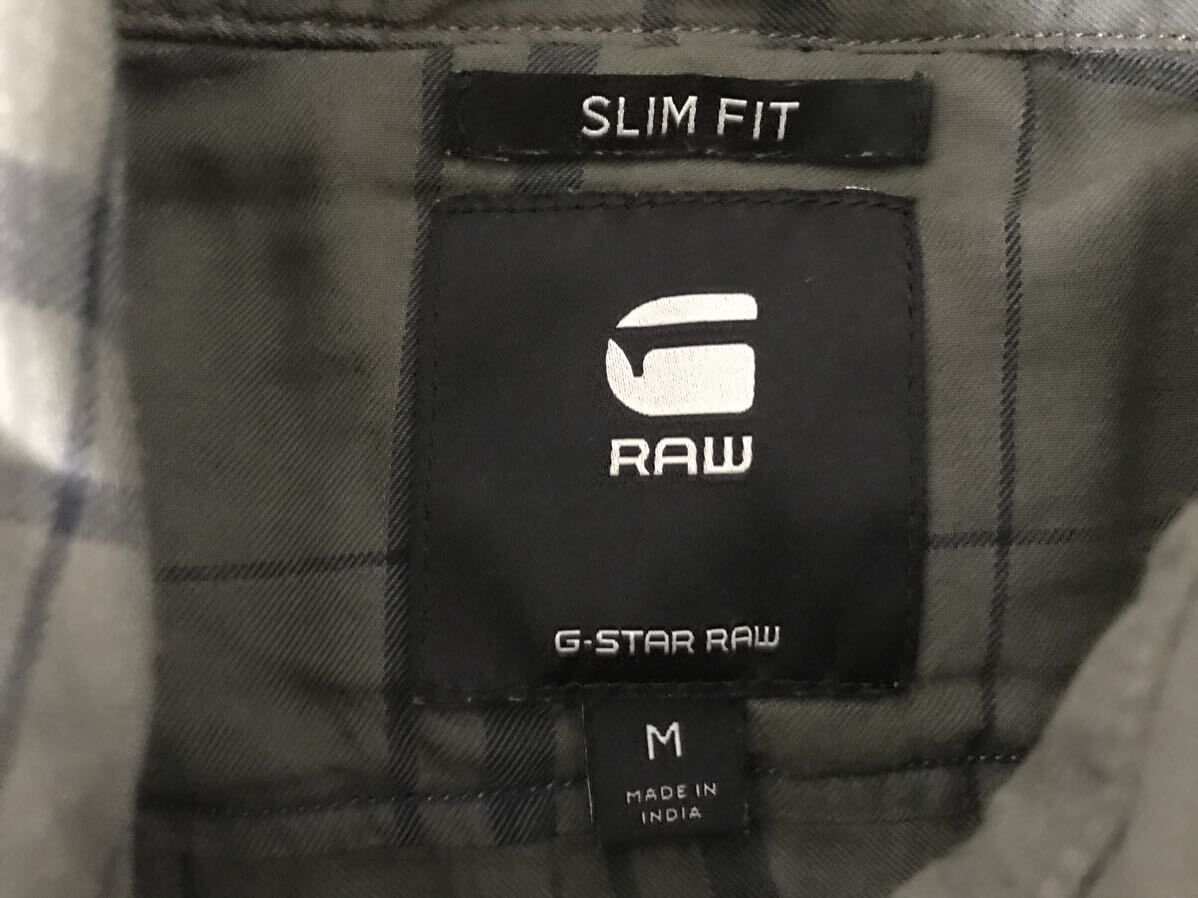 SLIM FIT
RAW
G-STAR RAW
M
MADE IN
INDIA